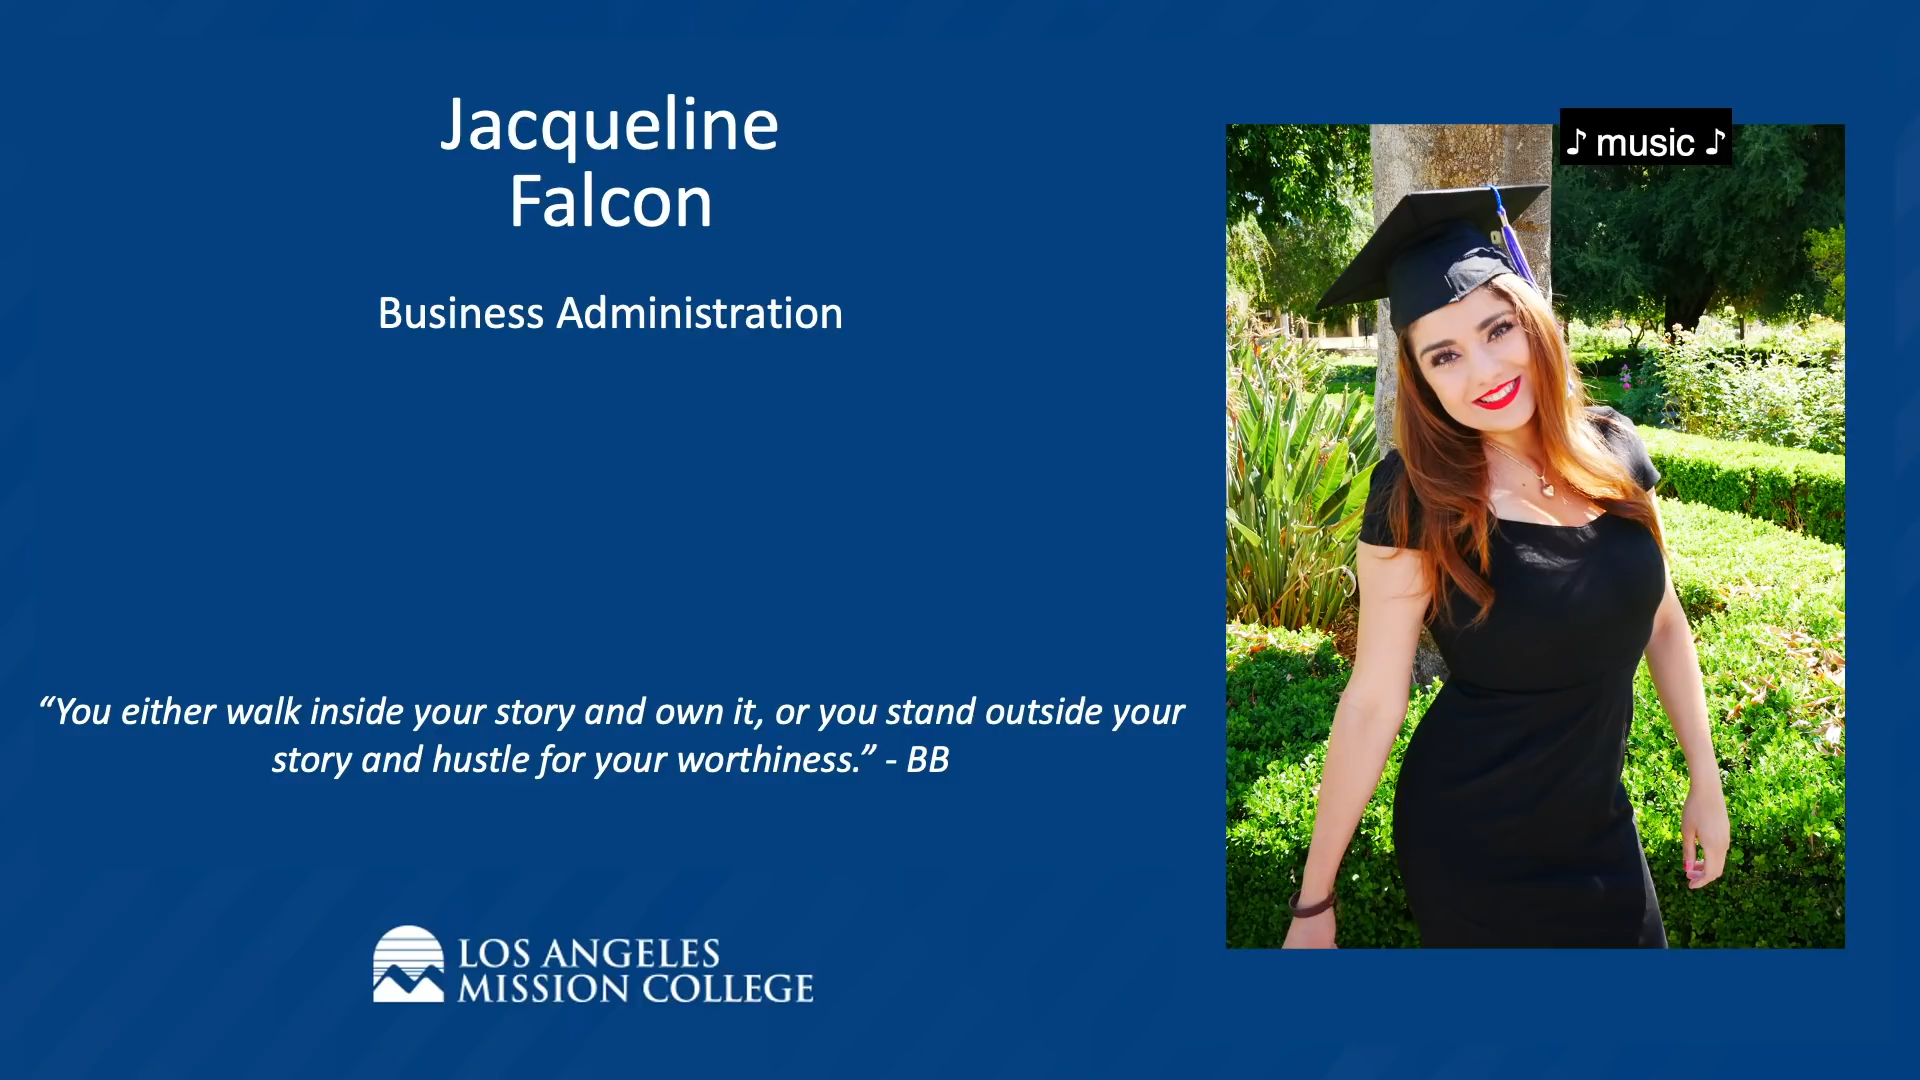 Jacqueline
Falcon
Business Administration
♪ music ♪
“You either walk inside your story and own it, or you stand outside your
story and hustle for your worthiness.” - BB
LOS ANGELES
MISSION COLLEGE